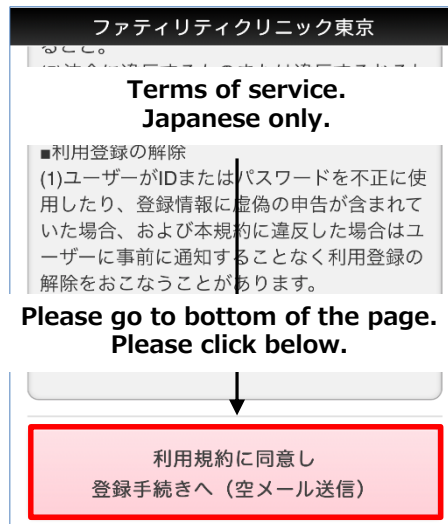 ファティリティクリニック東京
ること。
Terms of service.
Japanese only.
■利用登録の解除
(1)ユーザーがIDまたはパスワードを不正に使
用したり、登録情報に虚偽の申告が含まれて
いた場合、および本規約に違反した場合はユ
ーザーに事前に通知することなく利用登録の
解除をおこなうことがあります。
Please go to bottom of the page.
Please click below.
利用規約に同意し
登録手続きへ（空メール送信）